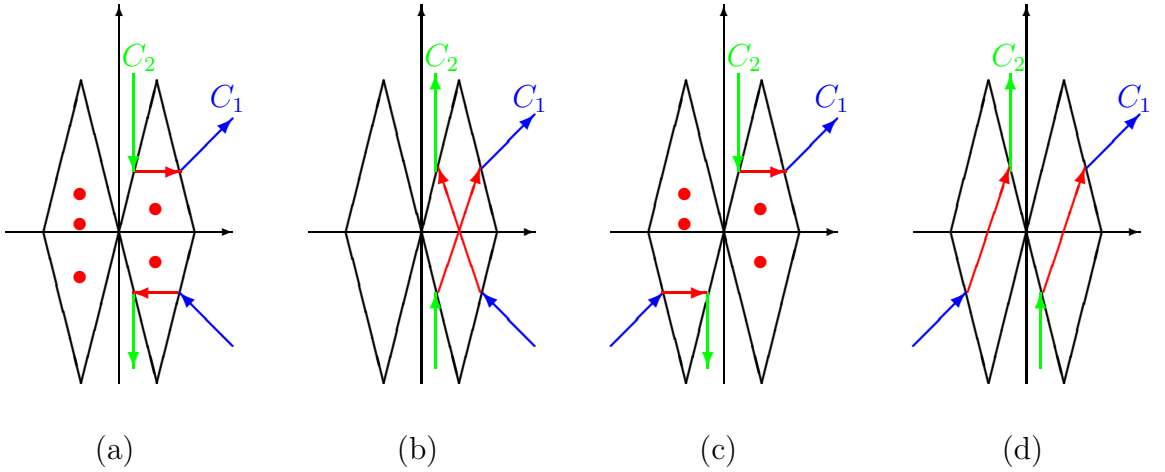 C₂ C₂ C₂ C₂
C₁ C₁ C₁ C₁
(a) (b) (c) (d)